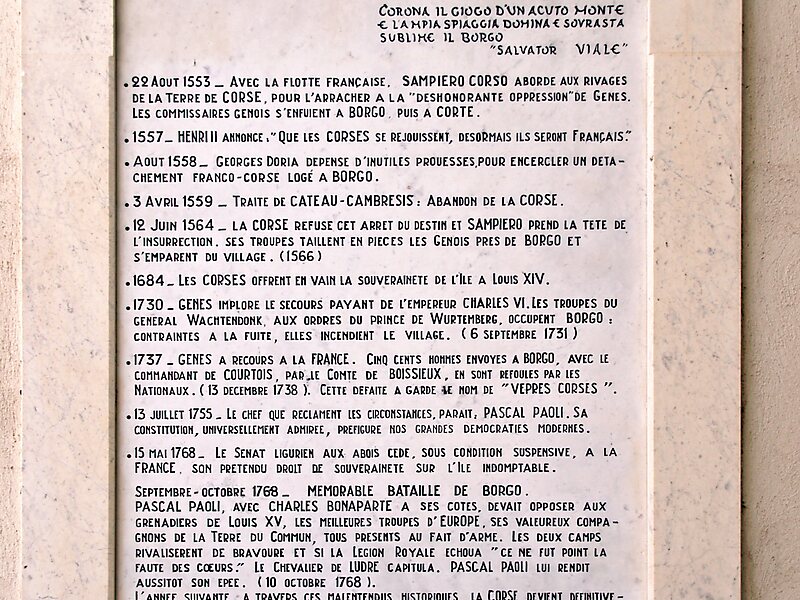 CORONA IL GIOGO D'UN ACUTO MONTE
E LAMPIA SPIAGGIA DOMINA E SOVRASTA
SUBLIME IL BORGO
"SALVATOR VIALE"
• 22 AOUT 1553 _ AVEC LA FLOTTE FRANÇAISE, SAMPIERO CORSO ABORDE AUX RIVAGES
DE LA TERRE DE CORSE, POUR L'ARRACHER A LA "DESHONORANTE OPPRESSION" DE GENES.
LES COMMISSAIRES GENOIS S'ENFUIENT A BORGO, PUIS A CORTE.
• 1557 _ HENRI II ANNONCE: "QUE LES CORSES SE REJOUISSENT, DESORMAIS ILS SERONT FRANÇAIS."
• AOUT 1558 _ GEORGES DORIA DEPENSE D'INUTILES PROUESSES, POUR ENCERCLER UN DETA-
CHEMENT FRANCO-CORSE LOGÉ A BORGO.
• 3 AVRIL 1559 _ TRAITE DE CATEAU-CAMBRESIS: ABANDON DE LA CORSE.
• 12 JUIN 1564 _ LA CORSE REFUSE CET ARRET DU DESTIN ET SAMPIERO PREND LA TETE DE
L'INSURRECTION. SES TROUPES TAILLENT EN PIECES LES GENOIS PRES DE BORGO ET
S'EMPARENT DU VILLAGE. (1566)
• 1684 _ LES CORSES OFFRENT EN VAIN LA SOUVERAINETE DE L'ÎLE A LOUIS XIV.
• 1730 _ GENES IMPLORE LE SECOURS PAYANT DE L'EMPEREUR CHARLES VI. LES TROUPES DU
GENERAL WACHTENDONK, AUX ORDRES DU PRINCE DE WURTEMBERG, OCCUPENT BORGO:
CONTRAINTES A LA FUITE, ELLES INCENDIENT LE VILLAGE. (6 SEPTEMBRE 1731)
• 1737 _ GENES A RECOURS A LA FRANCE. CINQ CENTS HOMMES ENVOYES A BORGO, AVEC LE
COMMANDANT DE COURTOIS, PAR LE COMTE DE BOISSIEUX, EN SONT REFOULES PAR LES
NATIONAUX. (13 DECEMBRE 1738). CETTE DEFAITE A GARDE LE NOM DE "VEPRES CORSES".
• 13 JUILLET 1755 _ LE CHEF QUE RECLAMENT LES CIRCONSTANCES, PARAIT: PASCAL PAOLI. SA
CONSTITUTION, UNIVERSELLEMENT ADMIREE, PREFIGURE NOS GRANDES DEMOCRATIES MODERNES.
• 15 MAI 1768 _ LE SENAT LIGURIEN AUX ABOIS CEDE, SOUS CONDITION SUSPENSIVE, A LA
FRANCE, SON PRETENDU DROIT DE SOUVERAINETE SUR L'ÎLE INDOMPTABLE.
SEPTEMBRE-OCTOBRE 1768 _ MEMORABLE BATAILLE DE BORGO.
PASCAL PAOLI, AVEC CHARLES BONAPARTE A SES COTES, DEVAIT OPPOSER AUX
GRENADIERS DE LOUIS XV, LES MEILLEURES TROUPES D'EUROPE, SES VALEUREUX COMPA-
GNONS DE LA TERRE DU COMMUN, TOUS PRESENTS AU FAIT D'ARME. LES DEUX CAMPS
RIVALISERENT DE BRAVOURE ET SI LA LEGION ROYALE ECHOUA "CE NE FUT POINT LA
FAUTE DES CŒURS." LE CHEVALIER DE LUDRE CAPITULA. PASCAL PAOLI LUI RENDIT
AUSSITOT SON EPEE. (10 OCTOBRE 1768).
L'ANNEE SUIVANTE, A TRAVERS CES MALENTENDUS HISTORIQUES, LA CORSE DEVIENT DEFINITIVE-